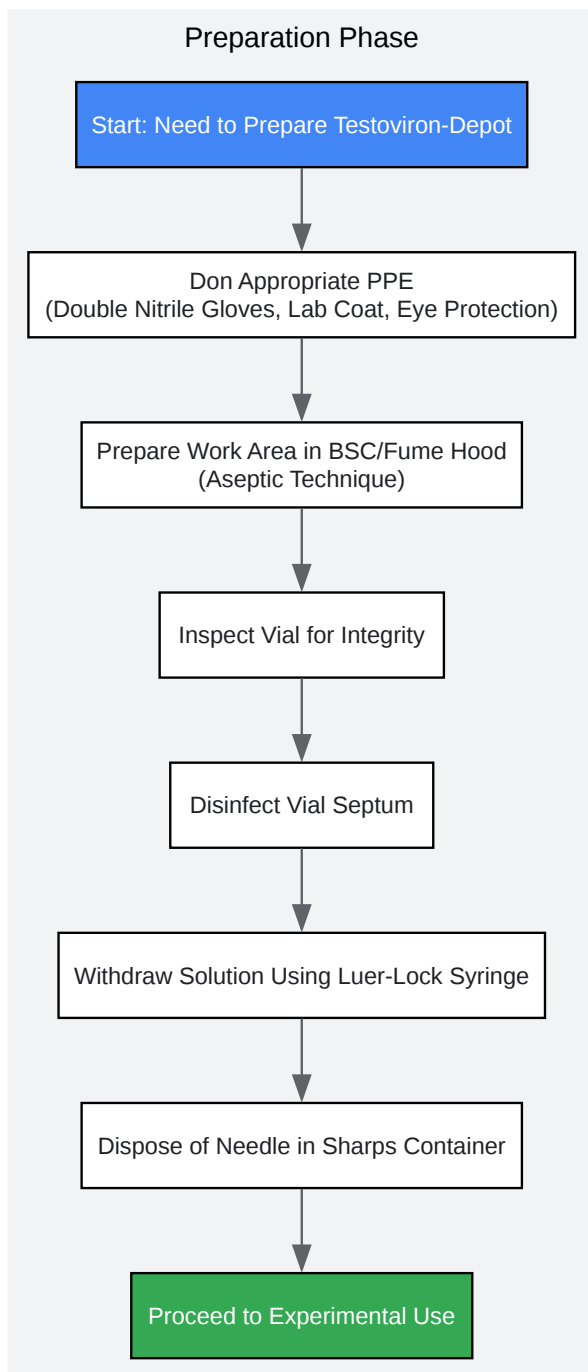 Preparation Phase
Start: Need to Prepare Testoviron-Depot
Don Appropriate PPE
(Double Nitrile Gloves, Lab Coat, Eye Protection)
Prepare Work Area in BSC/Fume Hood
(Aseptic Technique)
Inspect Vial for Integrity
Disinfect Vial Septum
Withdraw Solution Using Luer-Lock Syringe
Dispose of Needle in Sharps Container
Proceed to Experimental Use